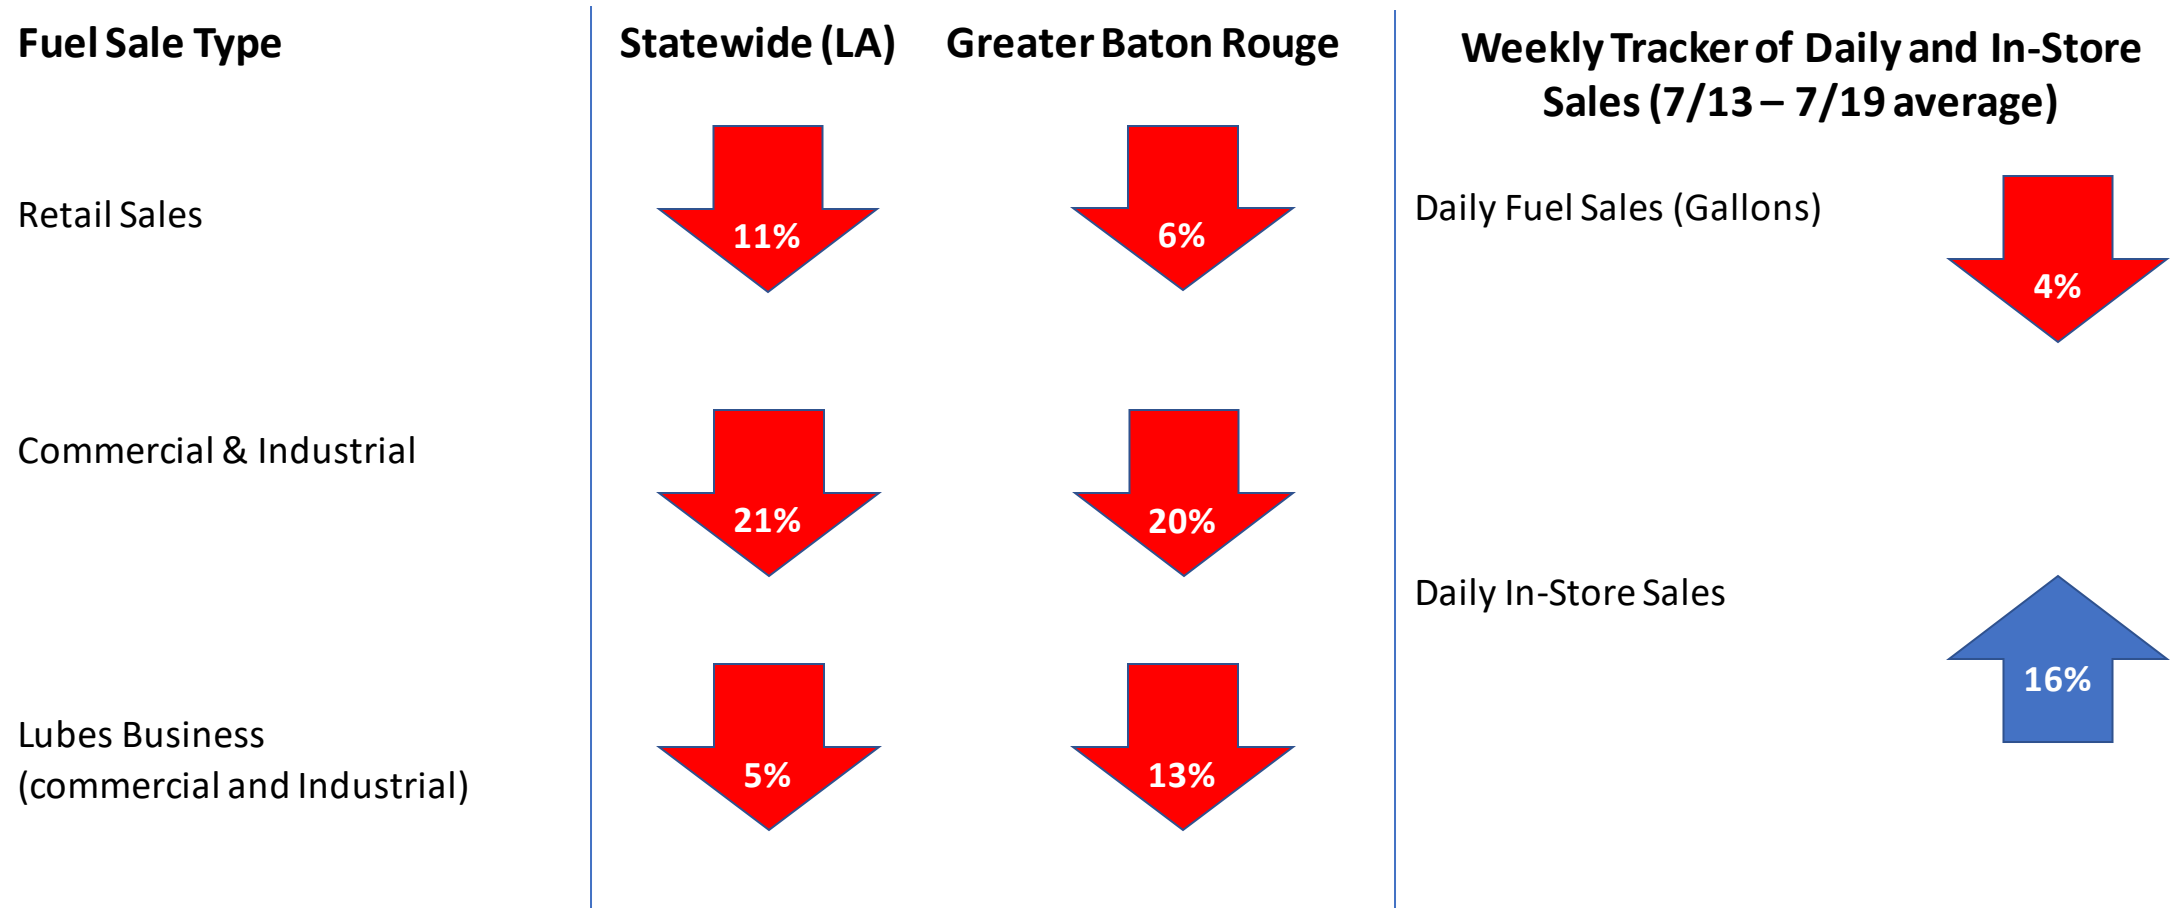 Fuel Sale Type
Statewide (LA)
Greater Baton Rouge
Retail Sales
11%
6%
Commercial & Industrial
21%
20%
Lubes Business
(commercial and Industrial)
5%
13%
Weekly Tracker of Daily and In-Store
Sales (7/13 – 7/19 average)
Daily Fuel Sales (Gallons)
4%
Daily In-Store Sales
16%